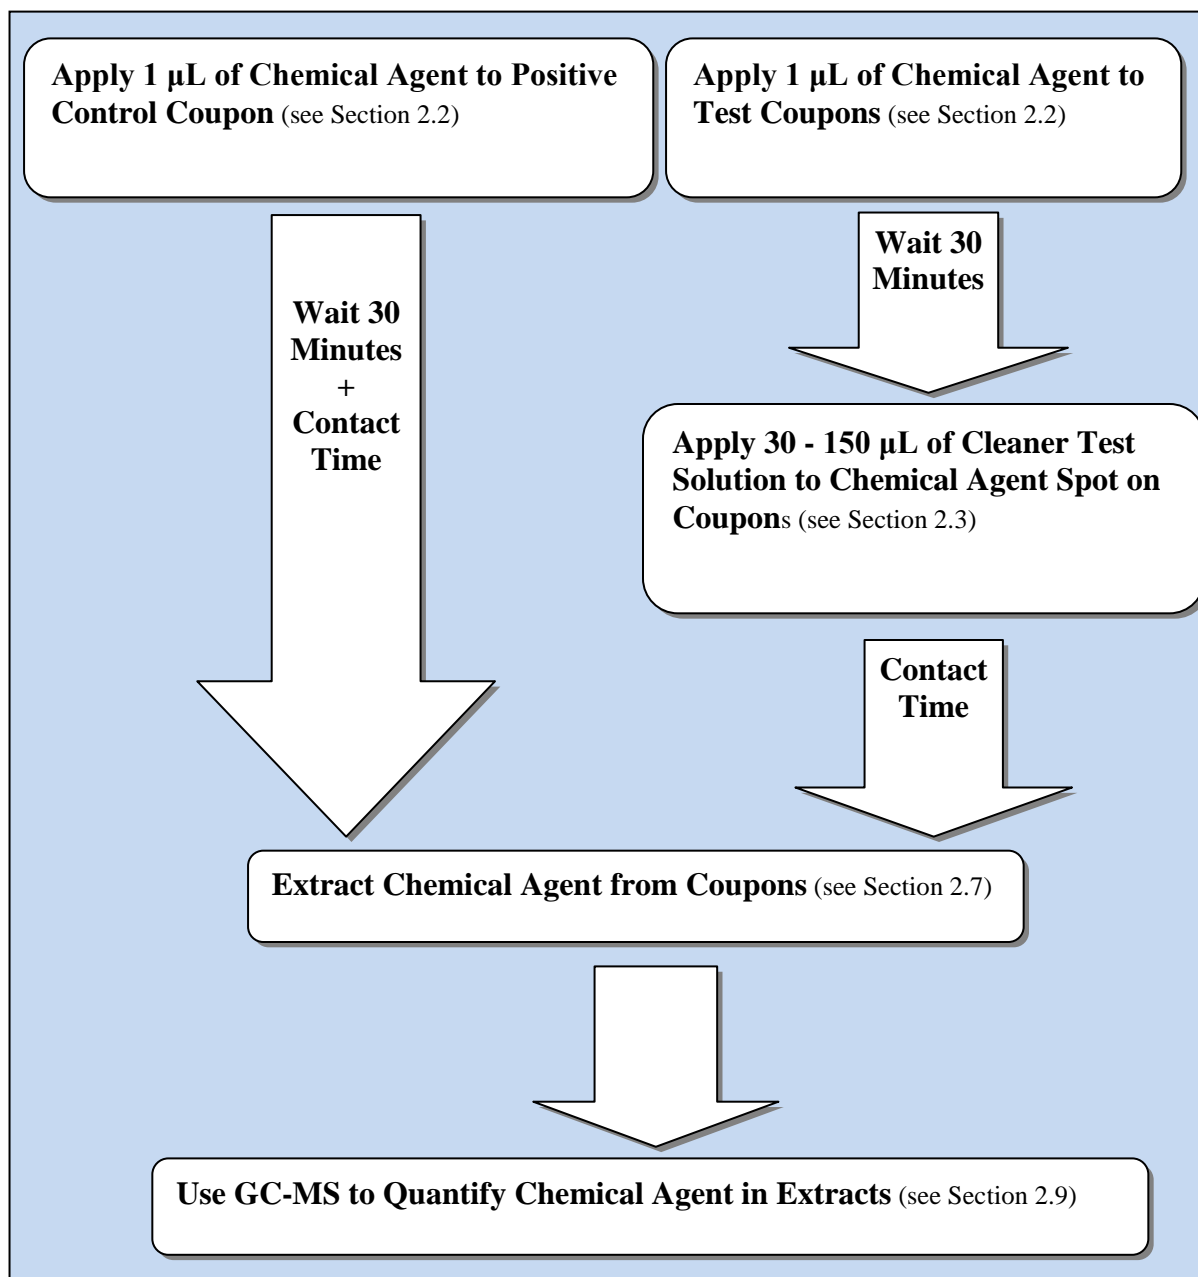 Apply 1 µL of Chemical Agent to Positive
Control Coupon (see Section 2.2)
Apply 1 µL of Chemical Agent to
Test Coupons (see Section 2.2)
Wait 30
Minutes
+
Contact
Time
Wait 30
Minutes
Apply 30 - 150 µL of Cleaner Test
Solution to Chemical Agent Spot on
Coupons (see Section 2.3)
Contact
Time
Extract Chemical Agent from Coupons (see Section 2.7)
Use GC-MS to Quantify Chemical Agent in Extracts (see Section 2.9)